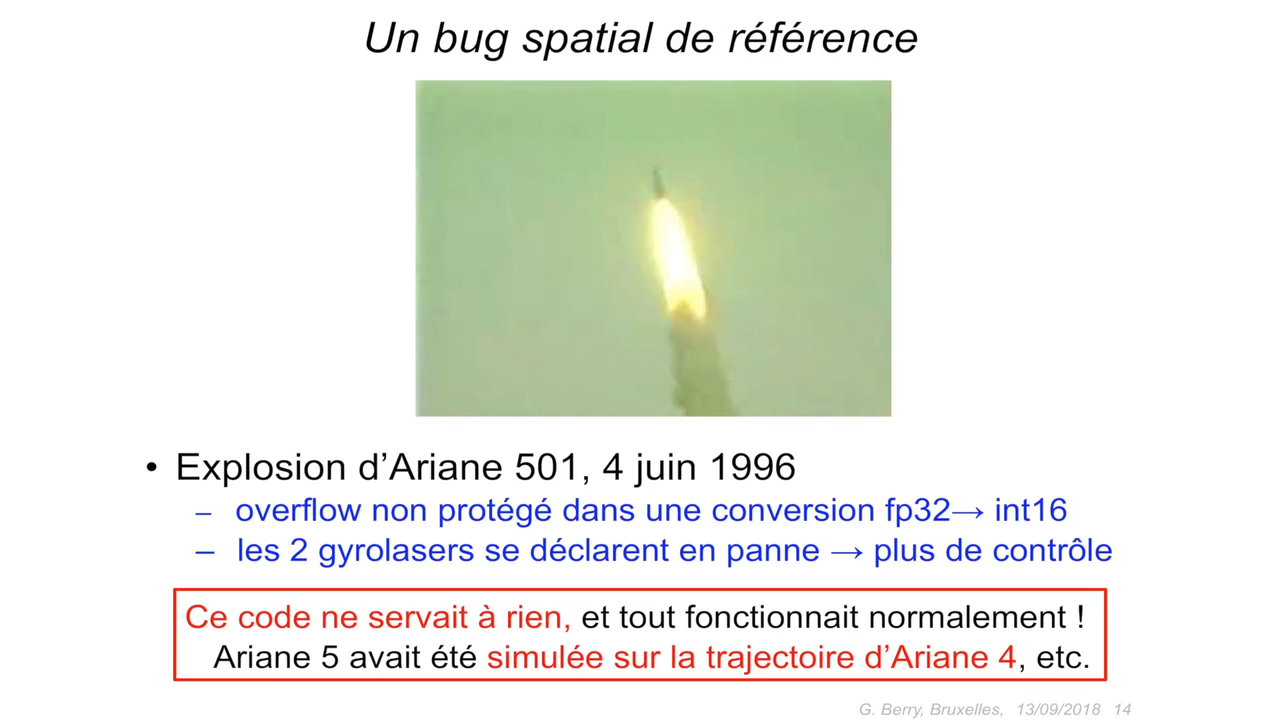 Un bug spatial de référence
• Explosion d’Ariane 501, 4 juin 1996
– overflow non protégé dans une conversion fp32→ int16
– les 2 gyrolasers se déclarent en panne → plus de contrôle
Ce code ne servait à rien, et tout fonctionnait normalement !
Ariane 5 avait été simulée sur la trajectoire d’Ariane 4, etc.
G. Berry, Bruxelles, 13/09/2018 14